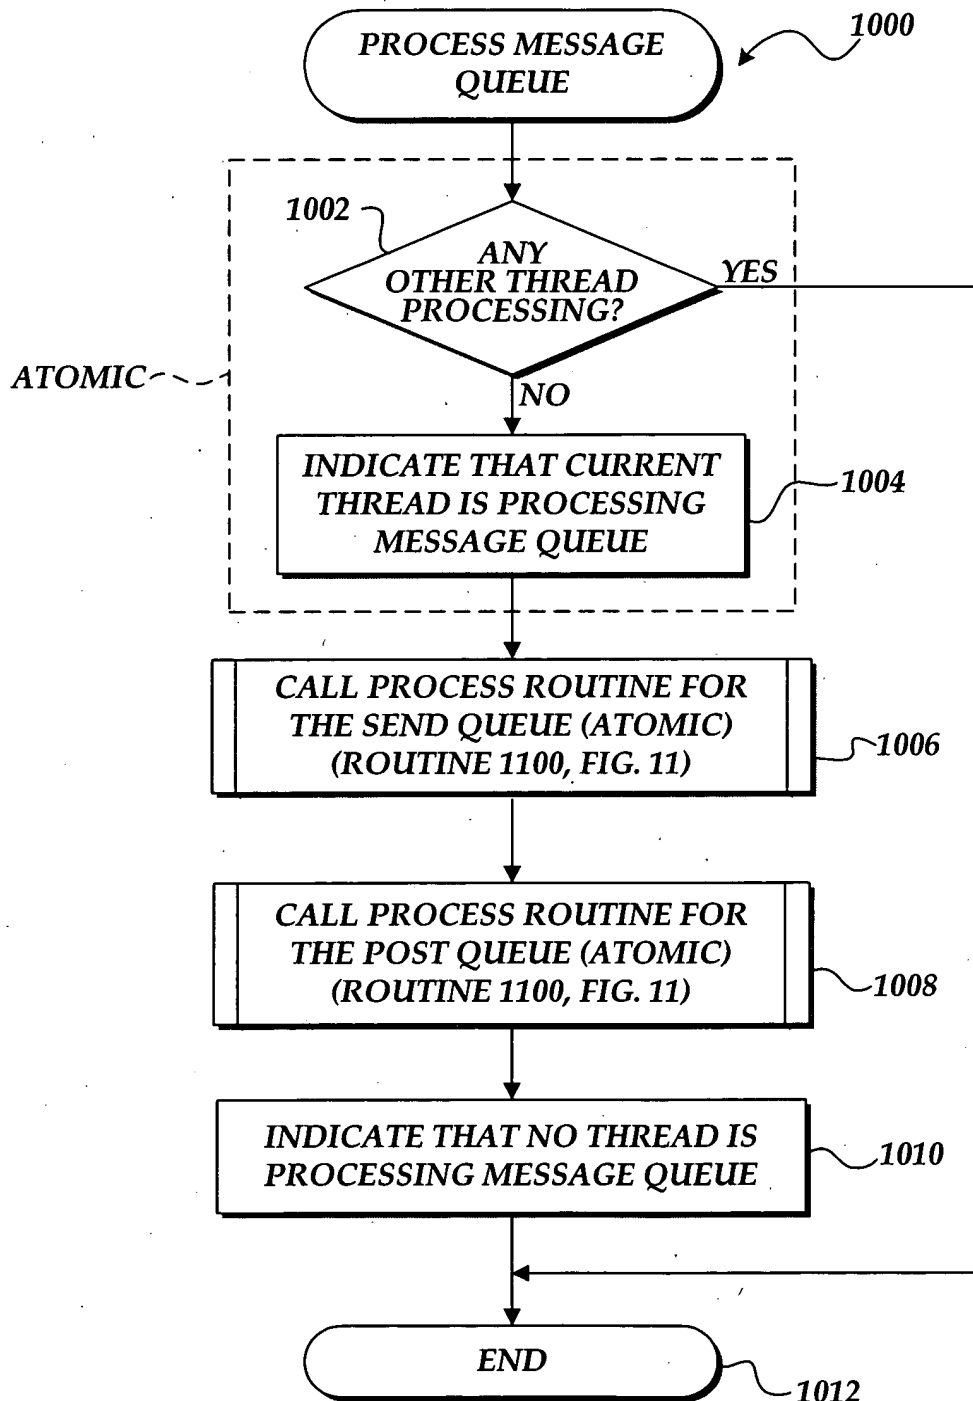 PROCESS MESSAGE
QUEUE
1000
1002
ANY
OTHER THREAD
PROCESSING?
YES
ATOMIC
NO
INDICATE THAT CURRENT
THREAD IS PROCESSING
MESSAGE QUEUE
1004
CALL PROCESS ROUTINE FOR
THE SEND QUEUE (ATOMIC)
(ROUTINE 1100, FIG. 11)
1006
CALL PROCESS ROUTINE FOR
THE POST QUEUE (ATOMIC)
(ROUTINE 1100, FIG. 11)
1008
INDICATE THAT NO THREAD IS
PROCESSING MESSAGE QUEUE
1010
END
1012